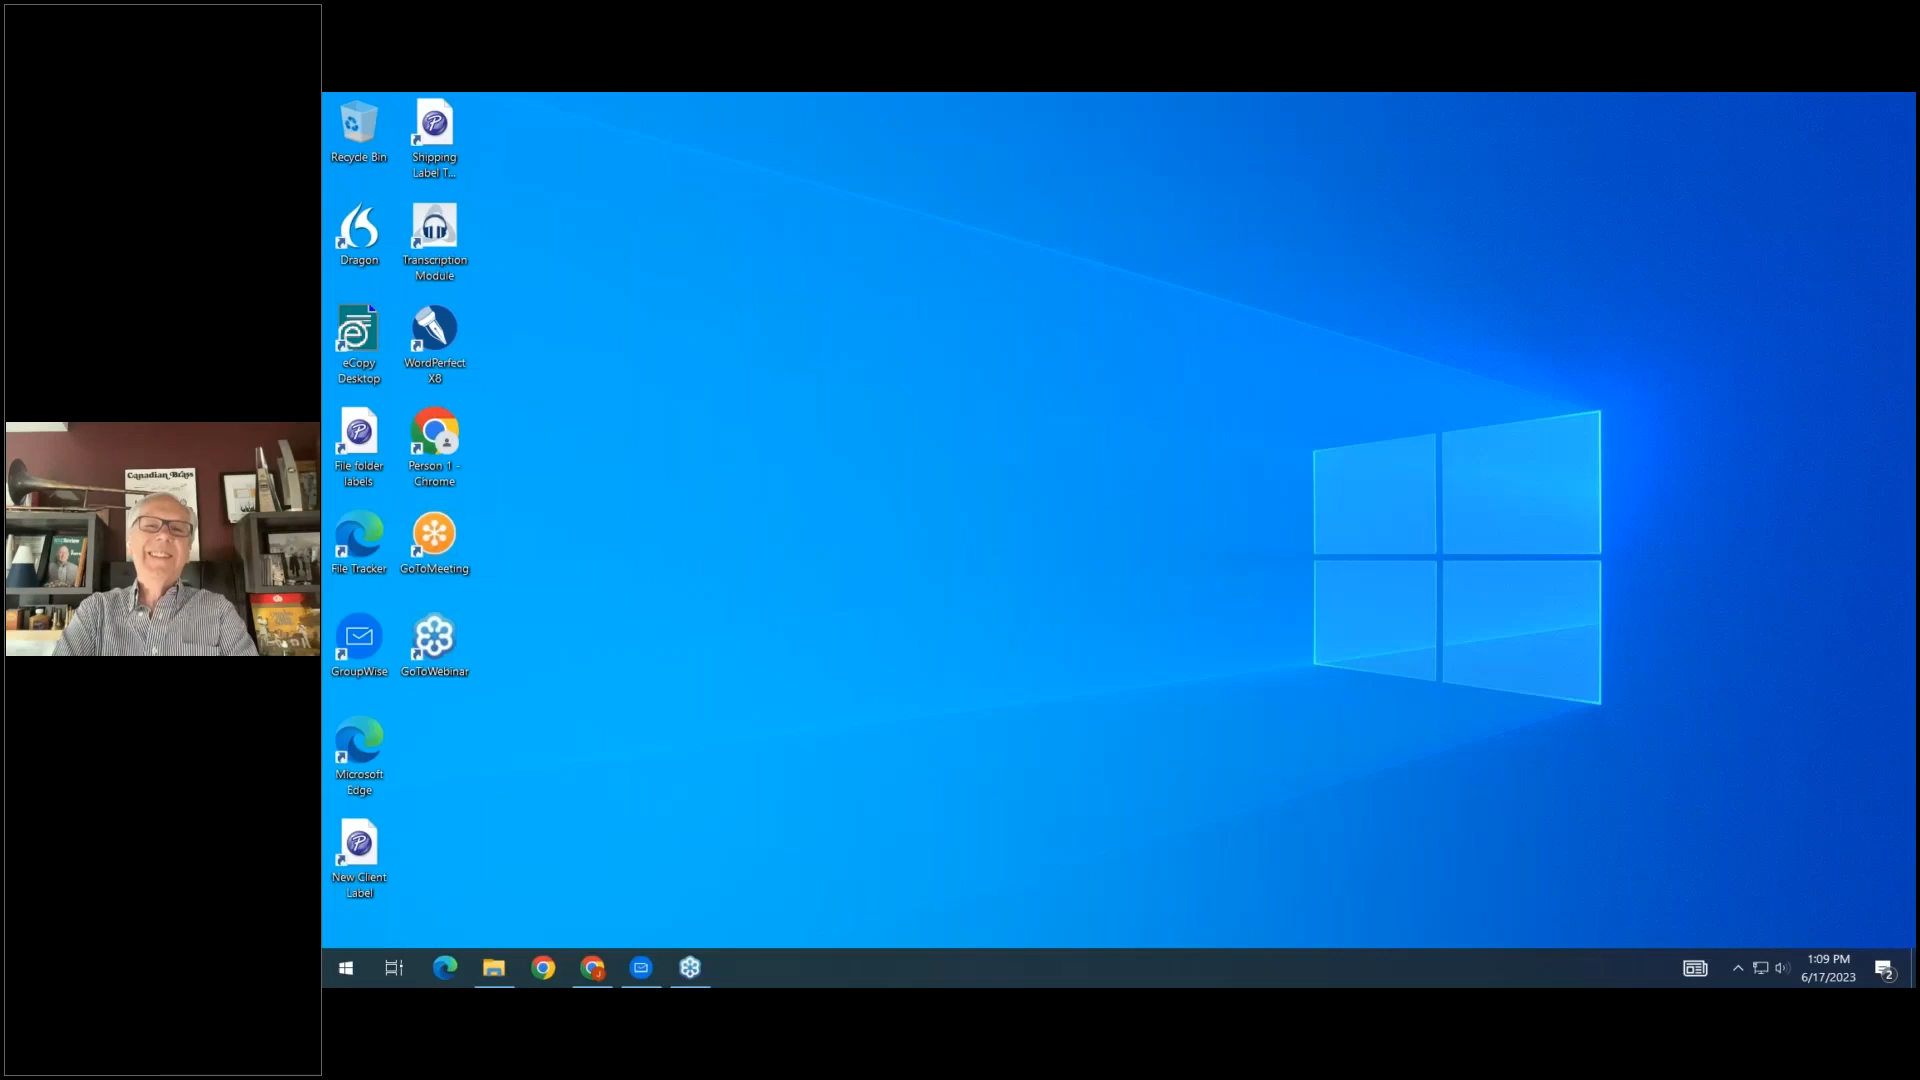 Canadian Brass
Recycle Bin
Shipping
Label T...
Dragon
Transcription
Module
eCopy
Desktop
WordPerfect
X8
File folder
labels
Person 1 -
Chrome
File Tracker
GoToMeeting
GroupWise
GoToWebinar
Microsoft
Edge
New Client
Label
1:09 PM
6/17/2023
2